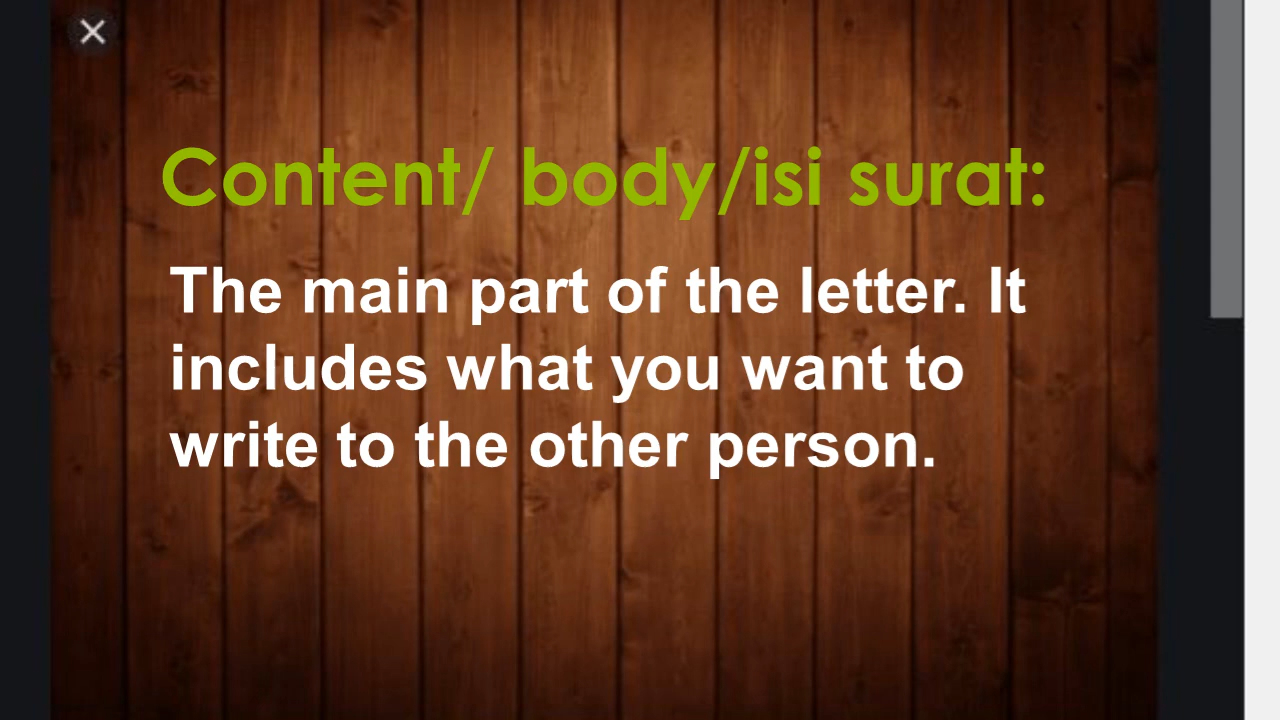 Content/ body/isi surat:
The main part of the letter. It
includes what you want to
write to the other person.